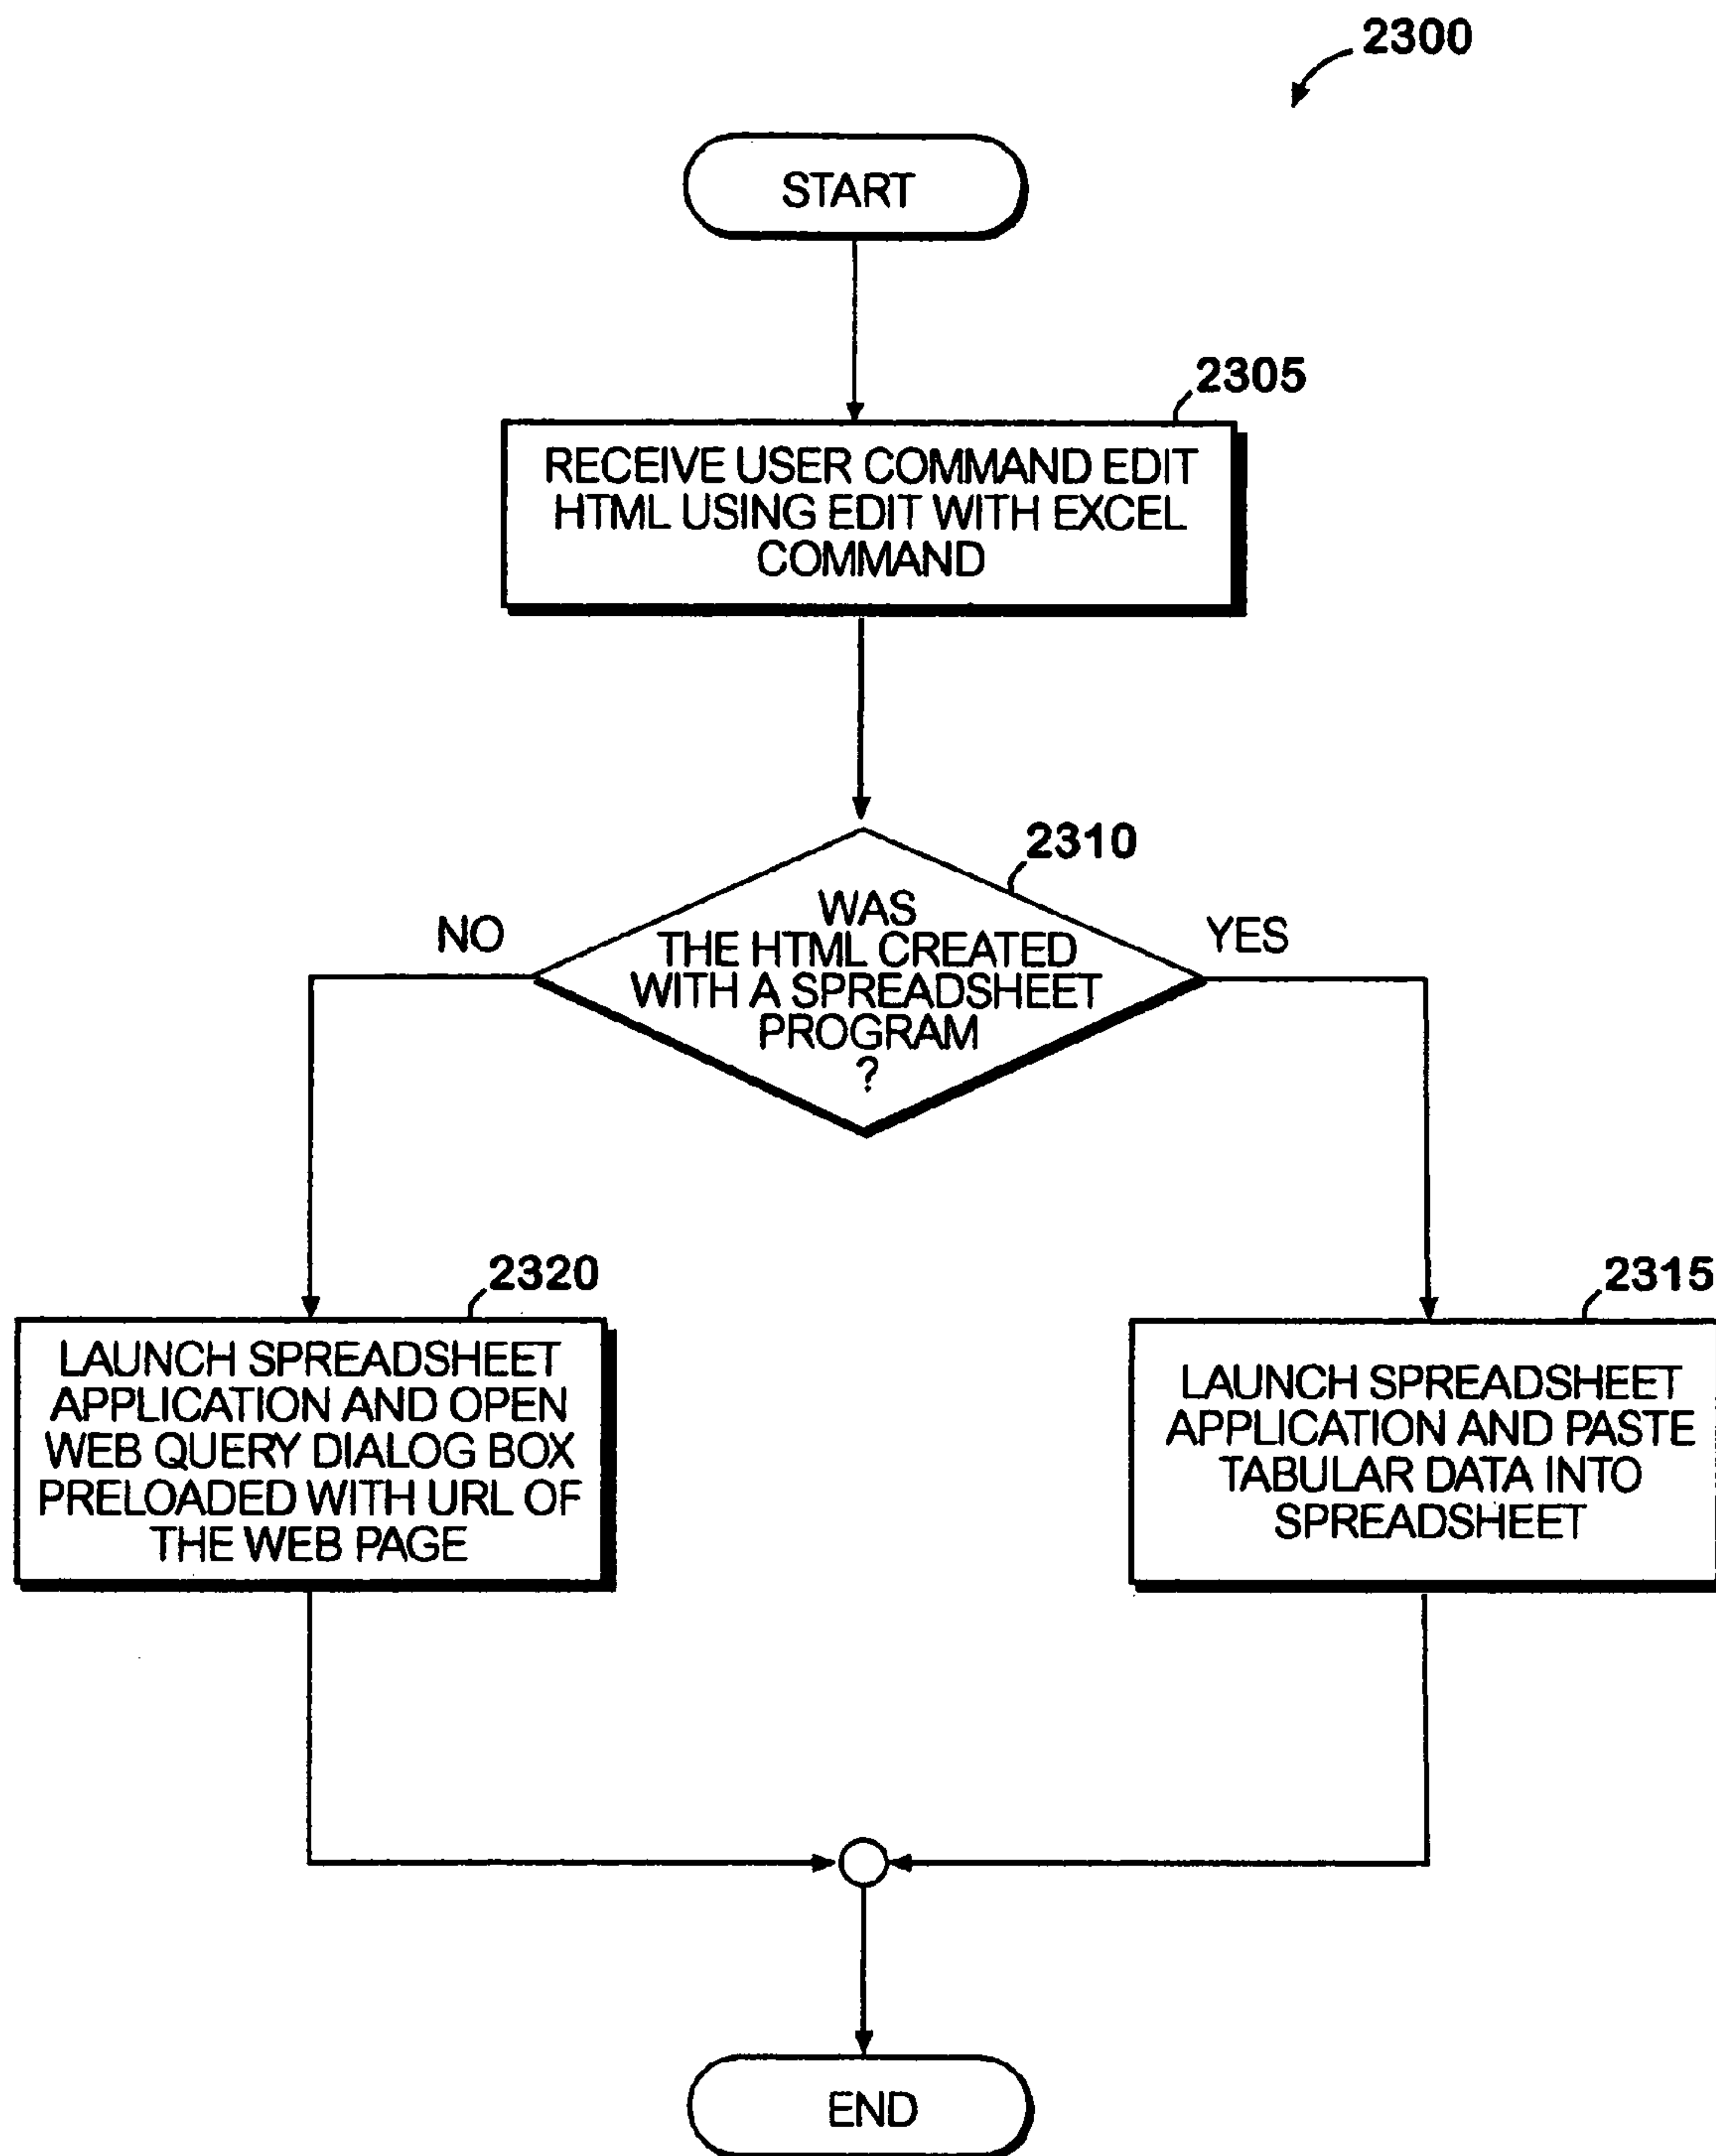 2300
START
2305
RECEIVE USER COMMAND EDIT
HTML USING EDIT WITH EXCEL
COMMAND
2310
NO
WAS
THE HTML CREATED
WITH A SPREADSHEET
PROGRAM
?
YES
2320
LAUNCH SPREADSHEET
APPLICATION AND OPEN
WEB QUERY DIALOG BOX
PRELOADED WITH URL OF
THE WEB PAGE
2315
LAUNCH SPREADSHEET
APPLICATION AND PASTE
TABULAR DATA INTO
SPREADSHEET
END